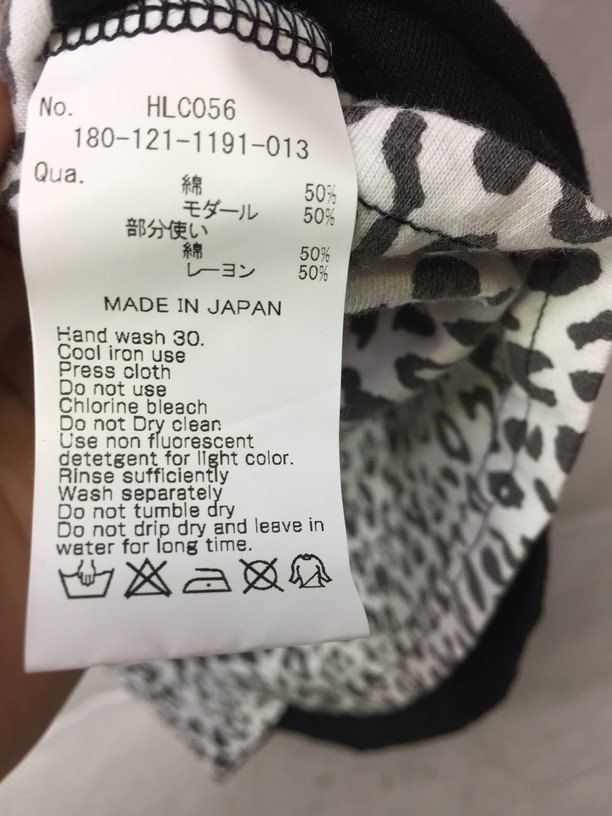 No. HLC056
180-121-1191-013
Qua.
綿 50%
モダール 50%
部分使い
綿 50%
レーヨン 50%
MADE IN JAPAN
Hand wash 30.
Cool iron use
Press cloth
Do not use
Chlorine bleach
Do not Dry clean
Use non fluorescent
detetgent for light color.
Rinse sufficiently
Wash separately
Do not tumble dry
Do not drip dry and leave in
water for long time.